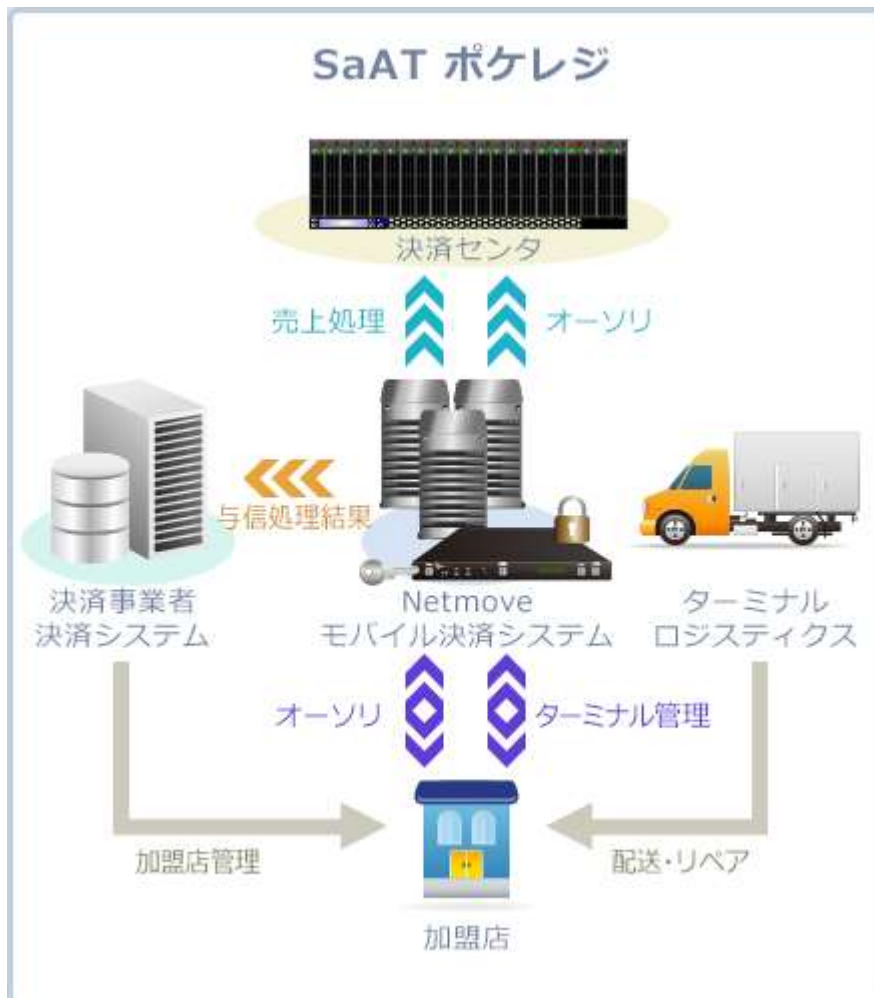 SaAT ポケレジ
決済センタ
売上処理
オーソリ
与信処理結果
決済事業者
決済システム
Netmove
モバイル決済システム
ターミナル
ロジスティクス
オーソリ
ターミナル管理
加盟店管理
配送・リペア
加盟店